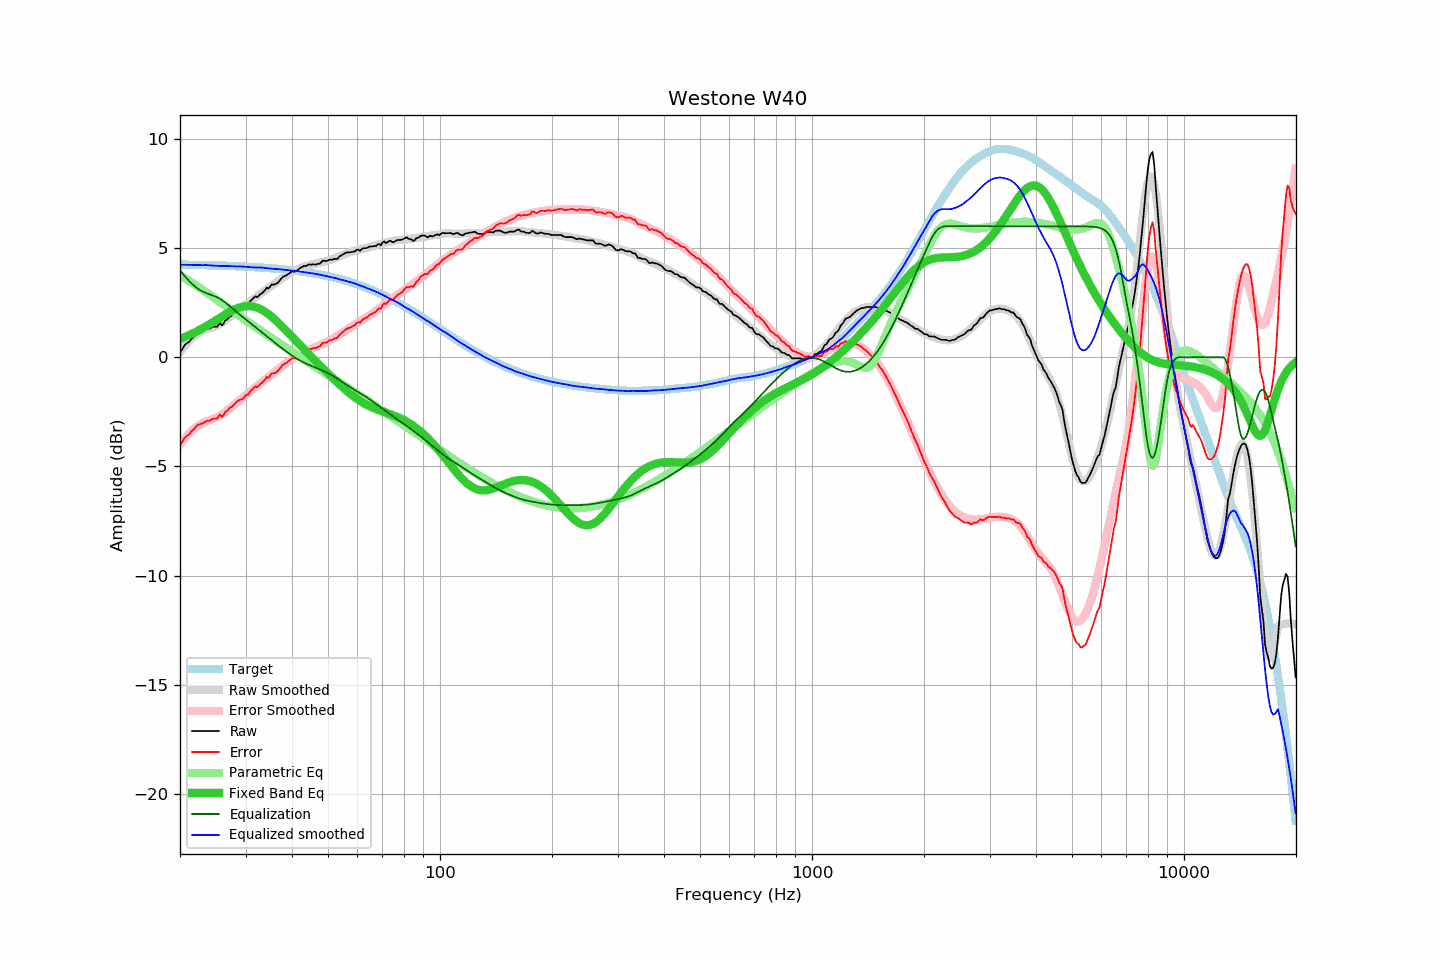 Westone W40
Amplitude (dBr)
10
5
0
−5
−10
−15
−20
Target
Raw Smoothed
Error Smoothed
Raw
Error
Parametric Eq
Fixed Band Eq
Equalization
Equalized smoothed
100
1000
10000
Frequency (Hz)